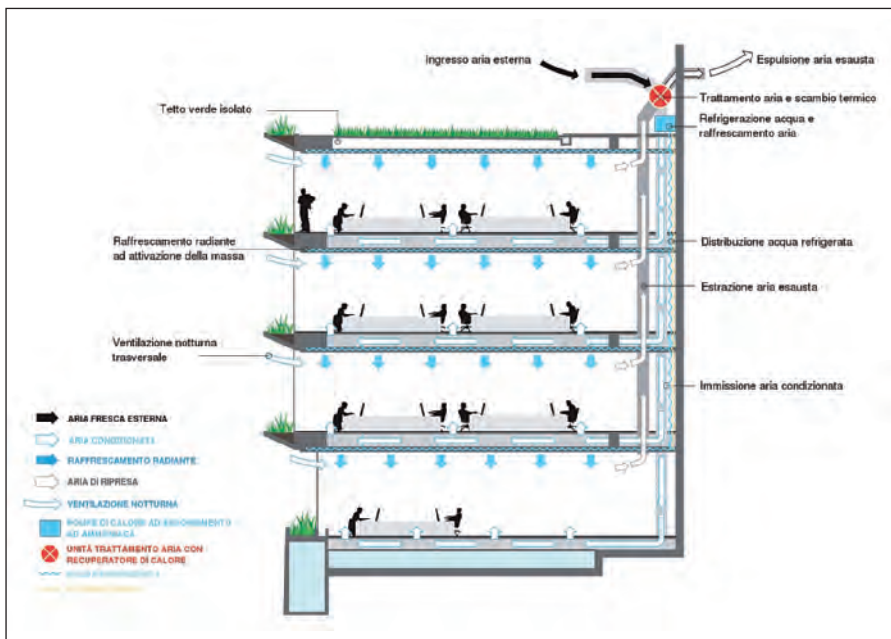 Ingresso aria esterna
Espulsione aria esausta
Trattamento aria e scambio termico
Tetto verde isolato
Refrigerazione acqua e
raffrescamento aria
Raffrescamento radiante
ad attivazione della massa
Distribuzione acqua refrigerata
Estrazione aria esausta
Ventilazione notturna
trasversale
Immissione aria condizionata
ARIA FRESCA ESTERNA
ARIA CONDIZIONATA
RAFFRESCAMENTO RADIANTE
ARIA DI RIPRESA
VENTILAZIONE NOTTURNA
POMPE DI CALORE AD ASSORBIMENTO
AD AMMONIACA
UNITÀ TRATTAMENTO ARIA CON
RECUPERATORE DI CALORE